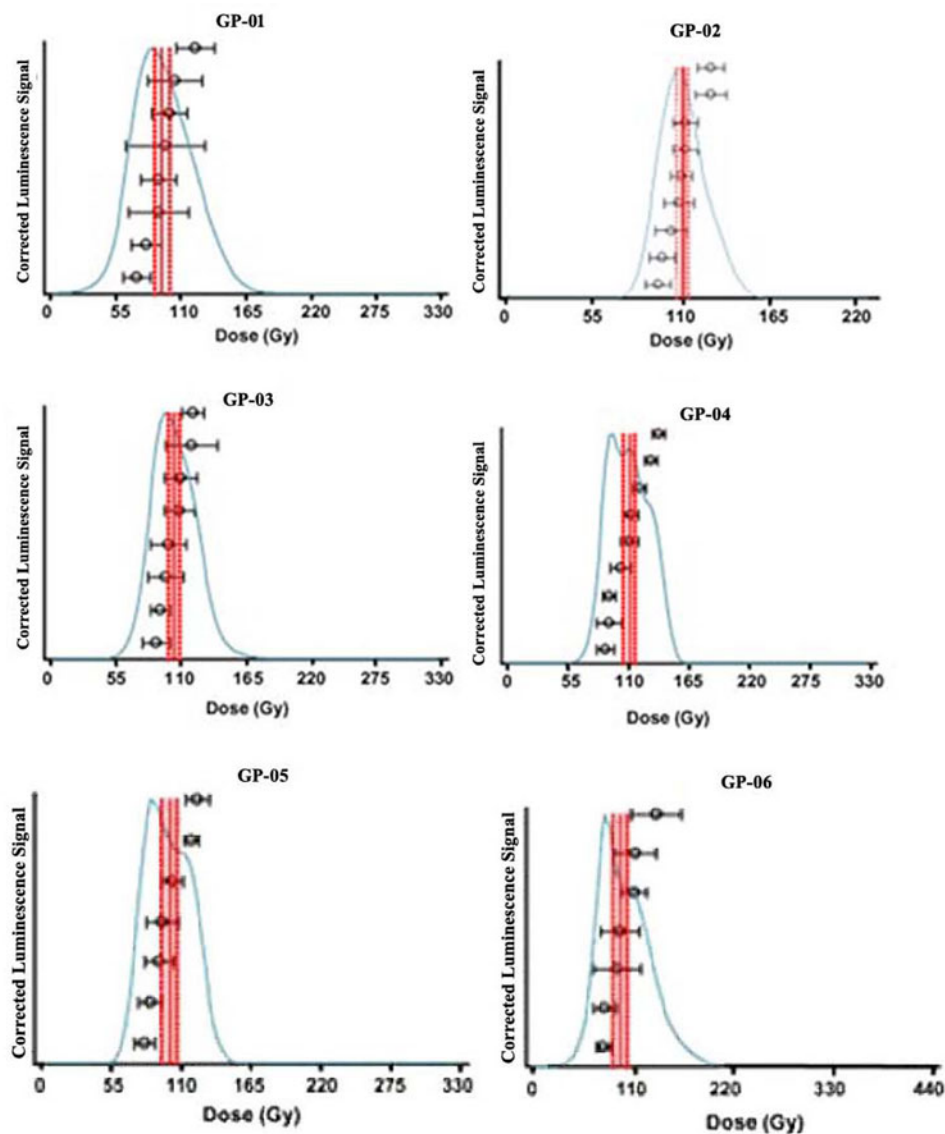 GP-01
Corrected Luminescence Signal
0 55 110 165 220 275 330
Dose (Gy)
GP-02
Corrected Luminescence Signal
0 55 110 165 220
Dose (Gy)
GP-03
Corrected Luminescence Signal
0 55 110 165 220 275 330
Dose (Gy)
GP-04
Corrected Luminescence Signal
0 55 110 165 220 275 330
Dose (Gy)
GP-05
Corrected Luminescence Signal
0 55 110 165 220 275 330
Dose (Gy)
GP-06
Corrected Luminescence Signal
0 110 220 330 440
Dose (Gy)